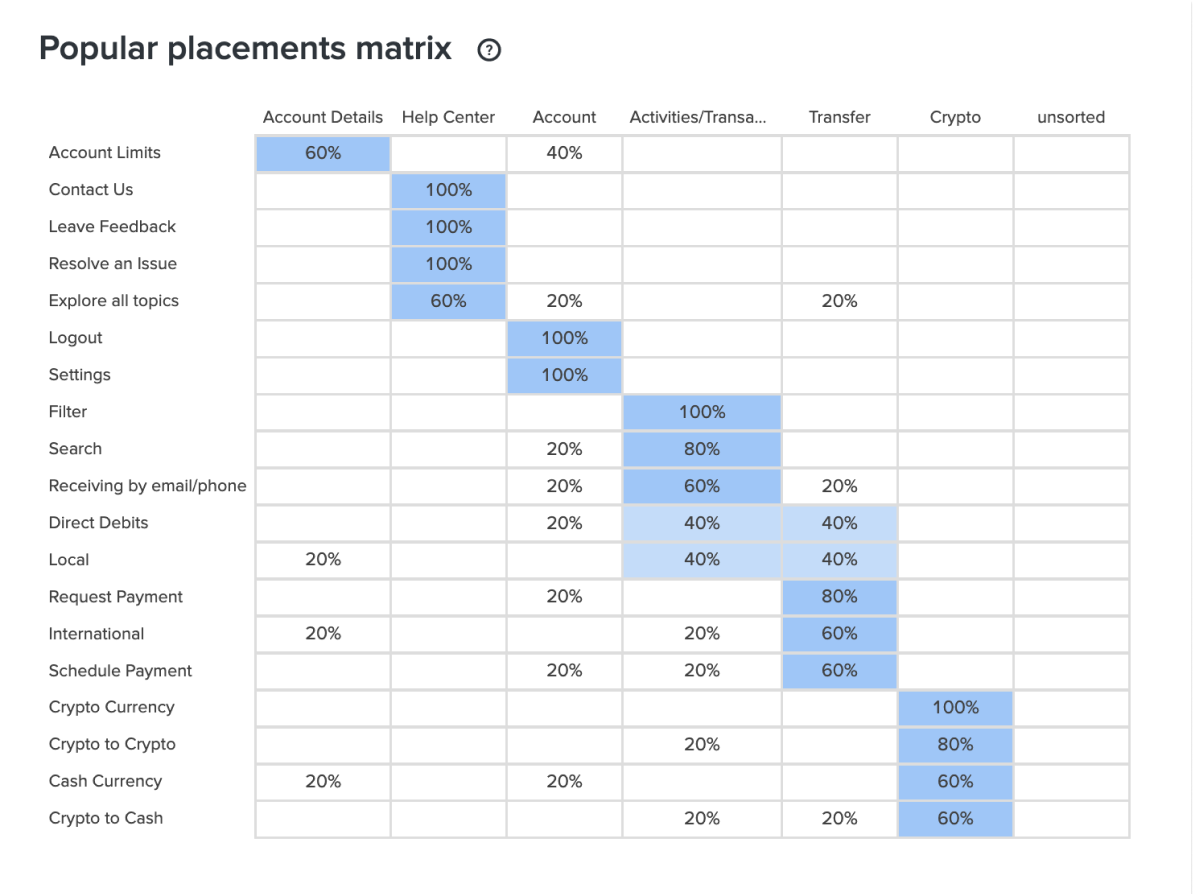 Popular placements matrix ?
Account Details Help Center Account Activities/Transa... Transfer Crypto unsorted
Account Limits 60% 40%
Contact Us 100%
Leave Feedback 100%
Resolve an Issue 100%
Explore all topics 60% 20% 20%
Logout 100%
Settings 100%
Filter 100%
Search 20% 80%
Receiving by email/phone 20% 60% 20%
Direct Debits 20% 40% 40%
Local 20% 40% 40%
Request Payment 20% 80%
International 20% 20% 60%
Schedule Payment 20% 20% 60%
Crypto Currency 100%
Crypto to Crypto 20% 80%
Cash Currency 20% 20% 60%
Crypto to Cash 20% 20% 60%